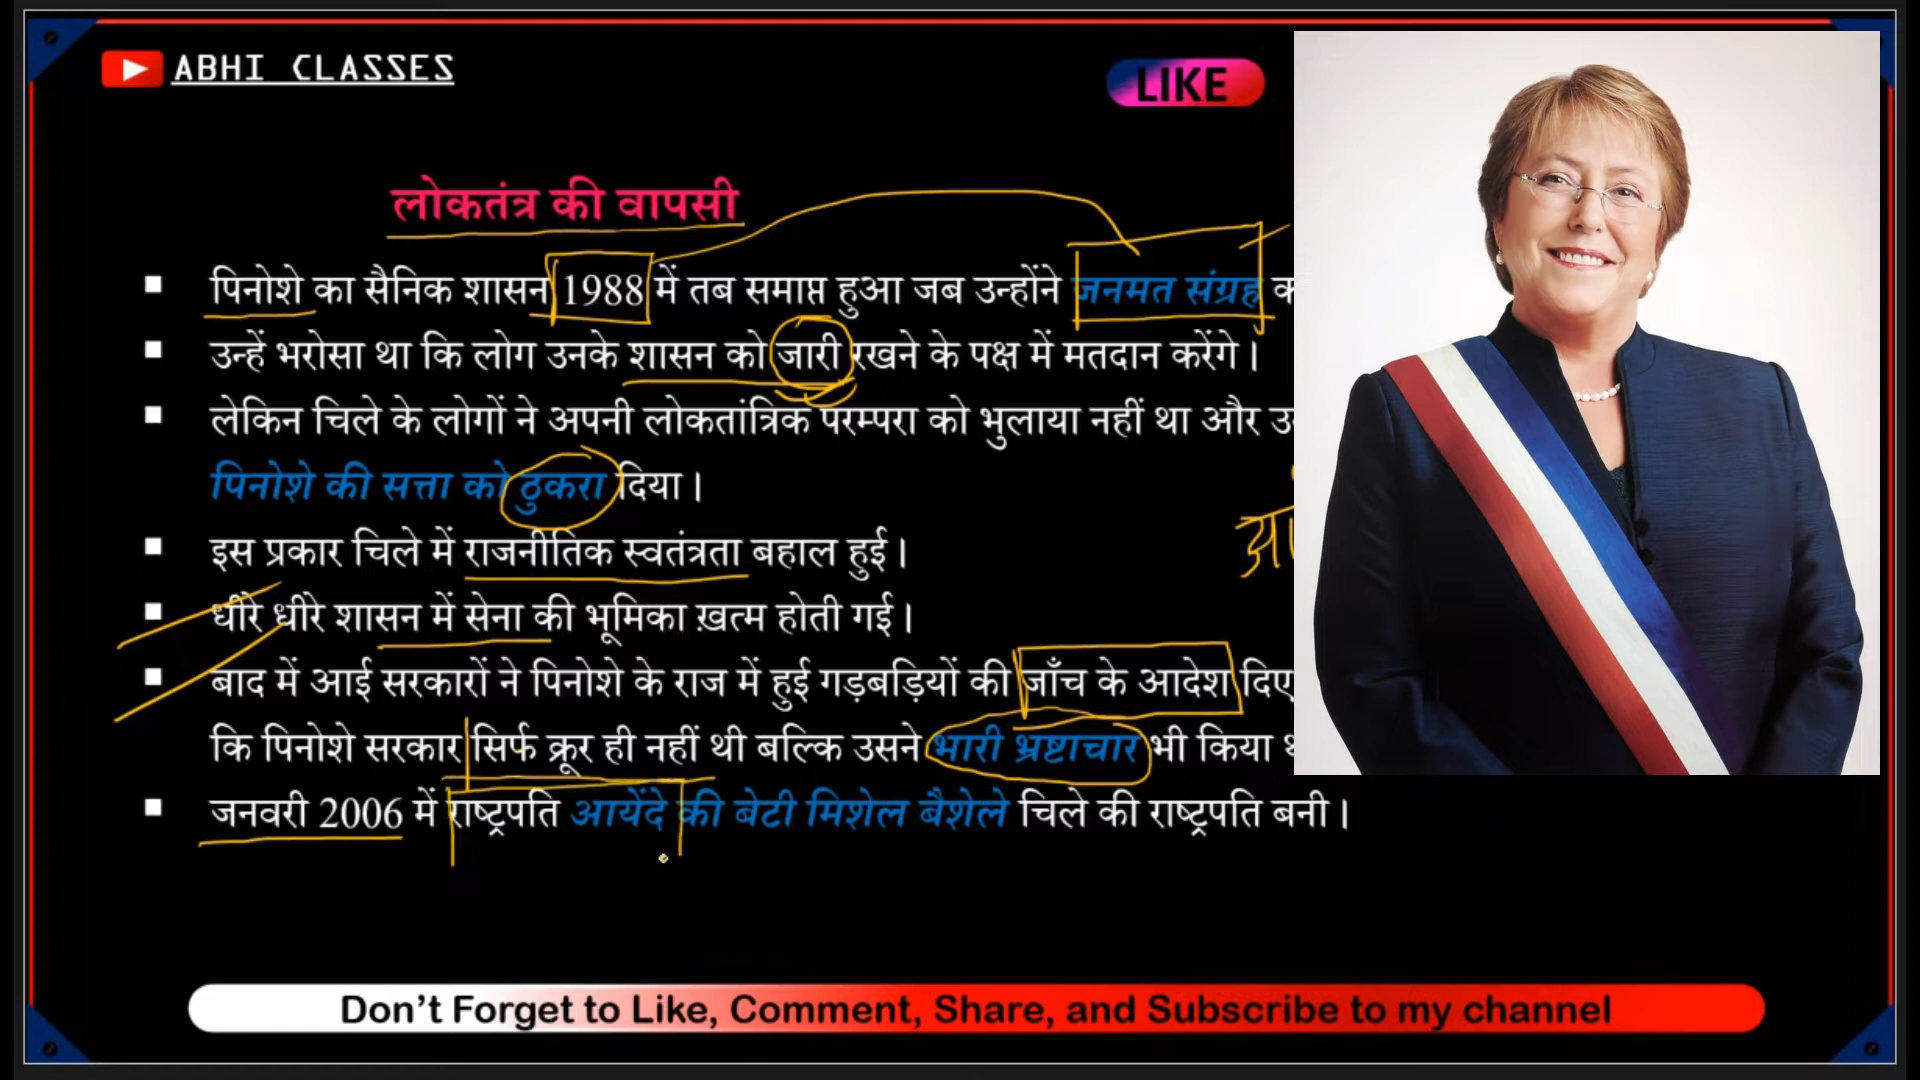 ABHI CLASSES
LIKE
लोकतंत्र की वापसी
पिनोशे का सैनिक शासन 1988 में तब समाप्त हुआ जब उन्होंने जनमत संग्रह
उन्हें भरोसा था कि लोग उनके शासन को जारी रखने के पक्ष में मतदान करेंगे।
लेकिन चिले के लोगों ने अपनी लोकतांत्रिक परम्परा को भुलाया नहीं था और
पिनोशे की सत्ता को ठुकरा दिया।
इस प्रकार चिले में राजनीतिक स्वतंत्रता बहाल हुई।
धीरे धीरे शासन में सेना की भूमिका ख़त्म होती गई।
बाद में आई सरकारों ने पिनोशे के राज में हुई गड़बड़ियों की जाँच के आदेश दिए
कि पिनोशे सरकार सिर्फ क्रूर ही नहीं थी बल्कि उसने भारी भ्रष्टाचार भी किया
जनवरी 2006 में राष्ट्रपति आयेंदे की बेटी मिशेल बैशेले चिले की राष्ट्रपति बनी।
Don't Forget to Like, Comment, Share, and Subscribe to my channel